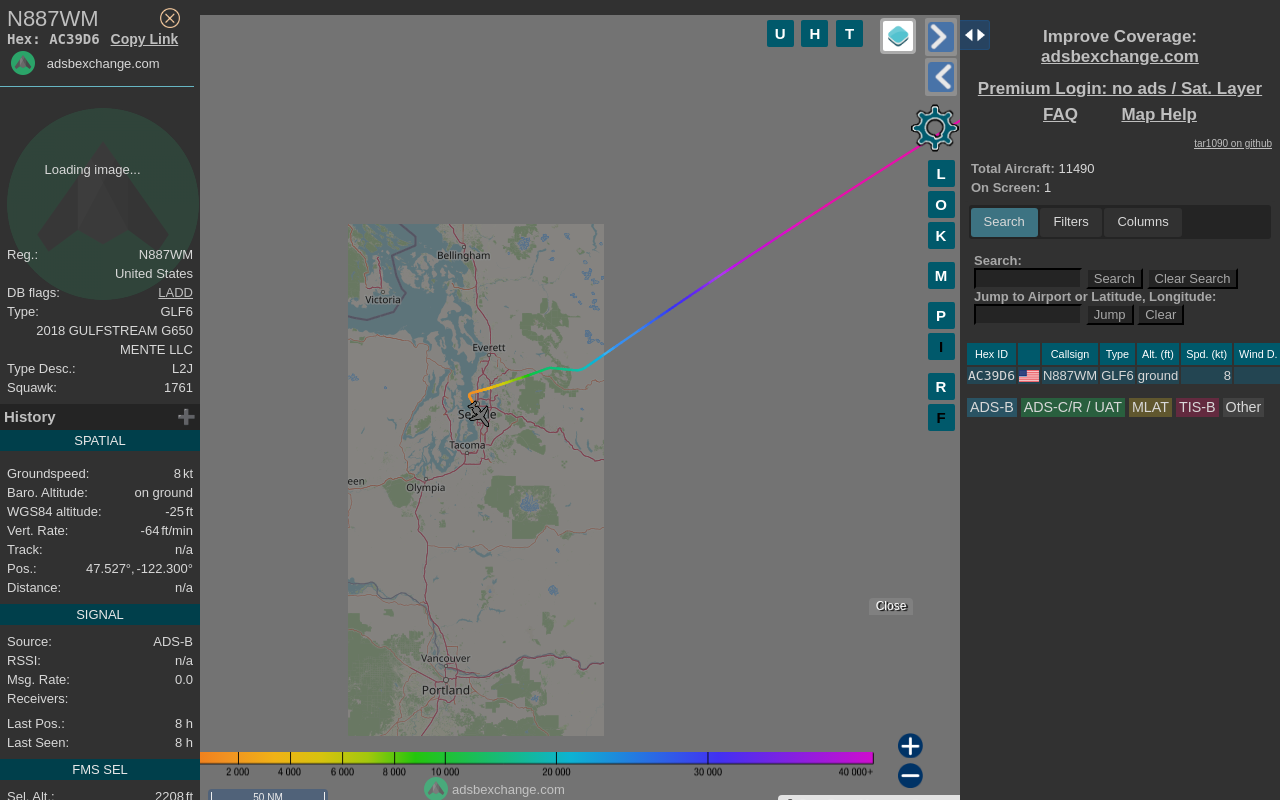 N887WM
Hex: AC39D6 Copy Link
adsbexchange.com
Loading image...
Reg.: N887WM
United States
DB flags: LADD
Type: GLF6
2018 GULFSTREAM G650
MENTE LLC
Type Desc.: L2J
Squawk: 1761
History
SPATIAL
Groundspeed: 8 kt
Baro. Altitude: on ground
WGS84 altitude: -25 ft
Vert. Rate: -64 ft/min
Track: n/a
Pos.: 47.527°, -122.300°
Distance: n/a
SIGNAL
Source: ADS-B
RSSI: n/a
Msg. Rate: 0.0
Receivers:
Last Pos.: 8 h
Last Seen: 8 h
FMS SEL
Sel. Alt.: 2208 ft
U H T
L
O
K
M
P
I
R
F
Bellingham
Victoria
Everett
Tacoma
een
Olympia
Vancouver
Portland
Close
2 000 4 000 6 000 8 000 10 000 20 000 30 000 40 000+
adsbexchange.com
50 NM
Improve Coverage:
adsbexchange.com
Premium Login: no ads / Sat. Layer
FAQ Map Help
tar1090 on github
Total Aircraft: 11490
On Screen: 1
Search Filters Columns
Search:
Search Clear Search
Jump to Airport or Latitude, Longitude:
Jump Clear
Hex ID Callsign Type Alt. (ft) Spd. (kt) Wind D.
AC39D6 N887WM GLF6 ground 8
ADS-B ADS-C/R / UAT MLAT TIS-B Other